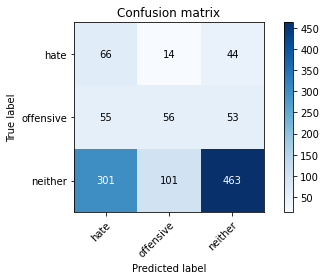 Confusion matrix
True label
hate 66 14 44
offensive 55 56 53
neither 301 101 463
hate offensive neither
Predicted label
450
400
350
300
250
200
150
100
50